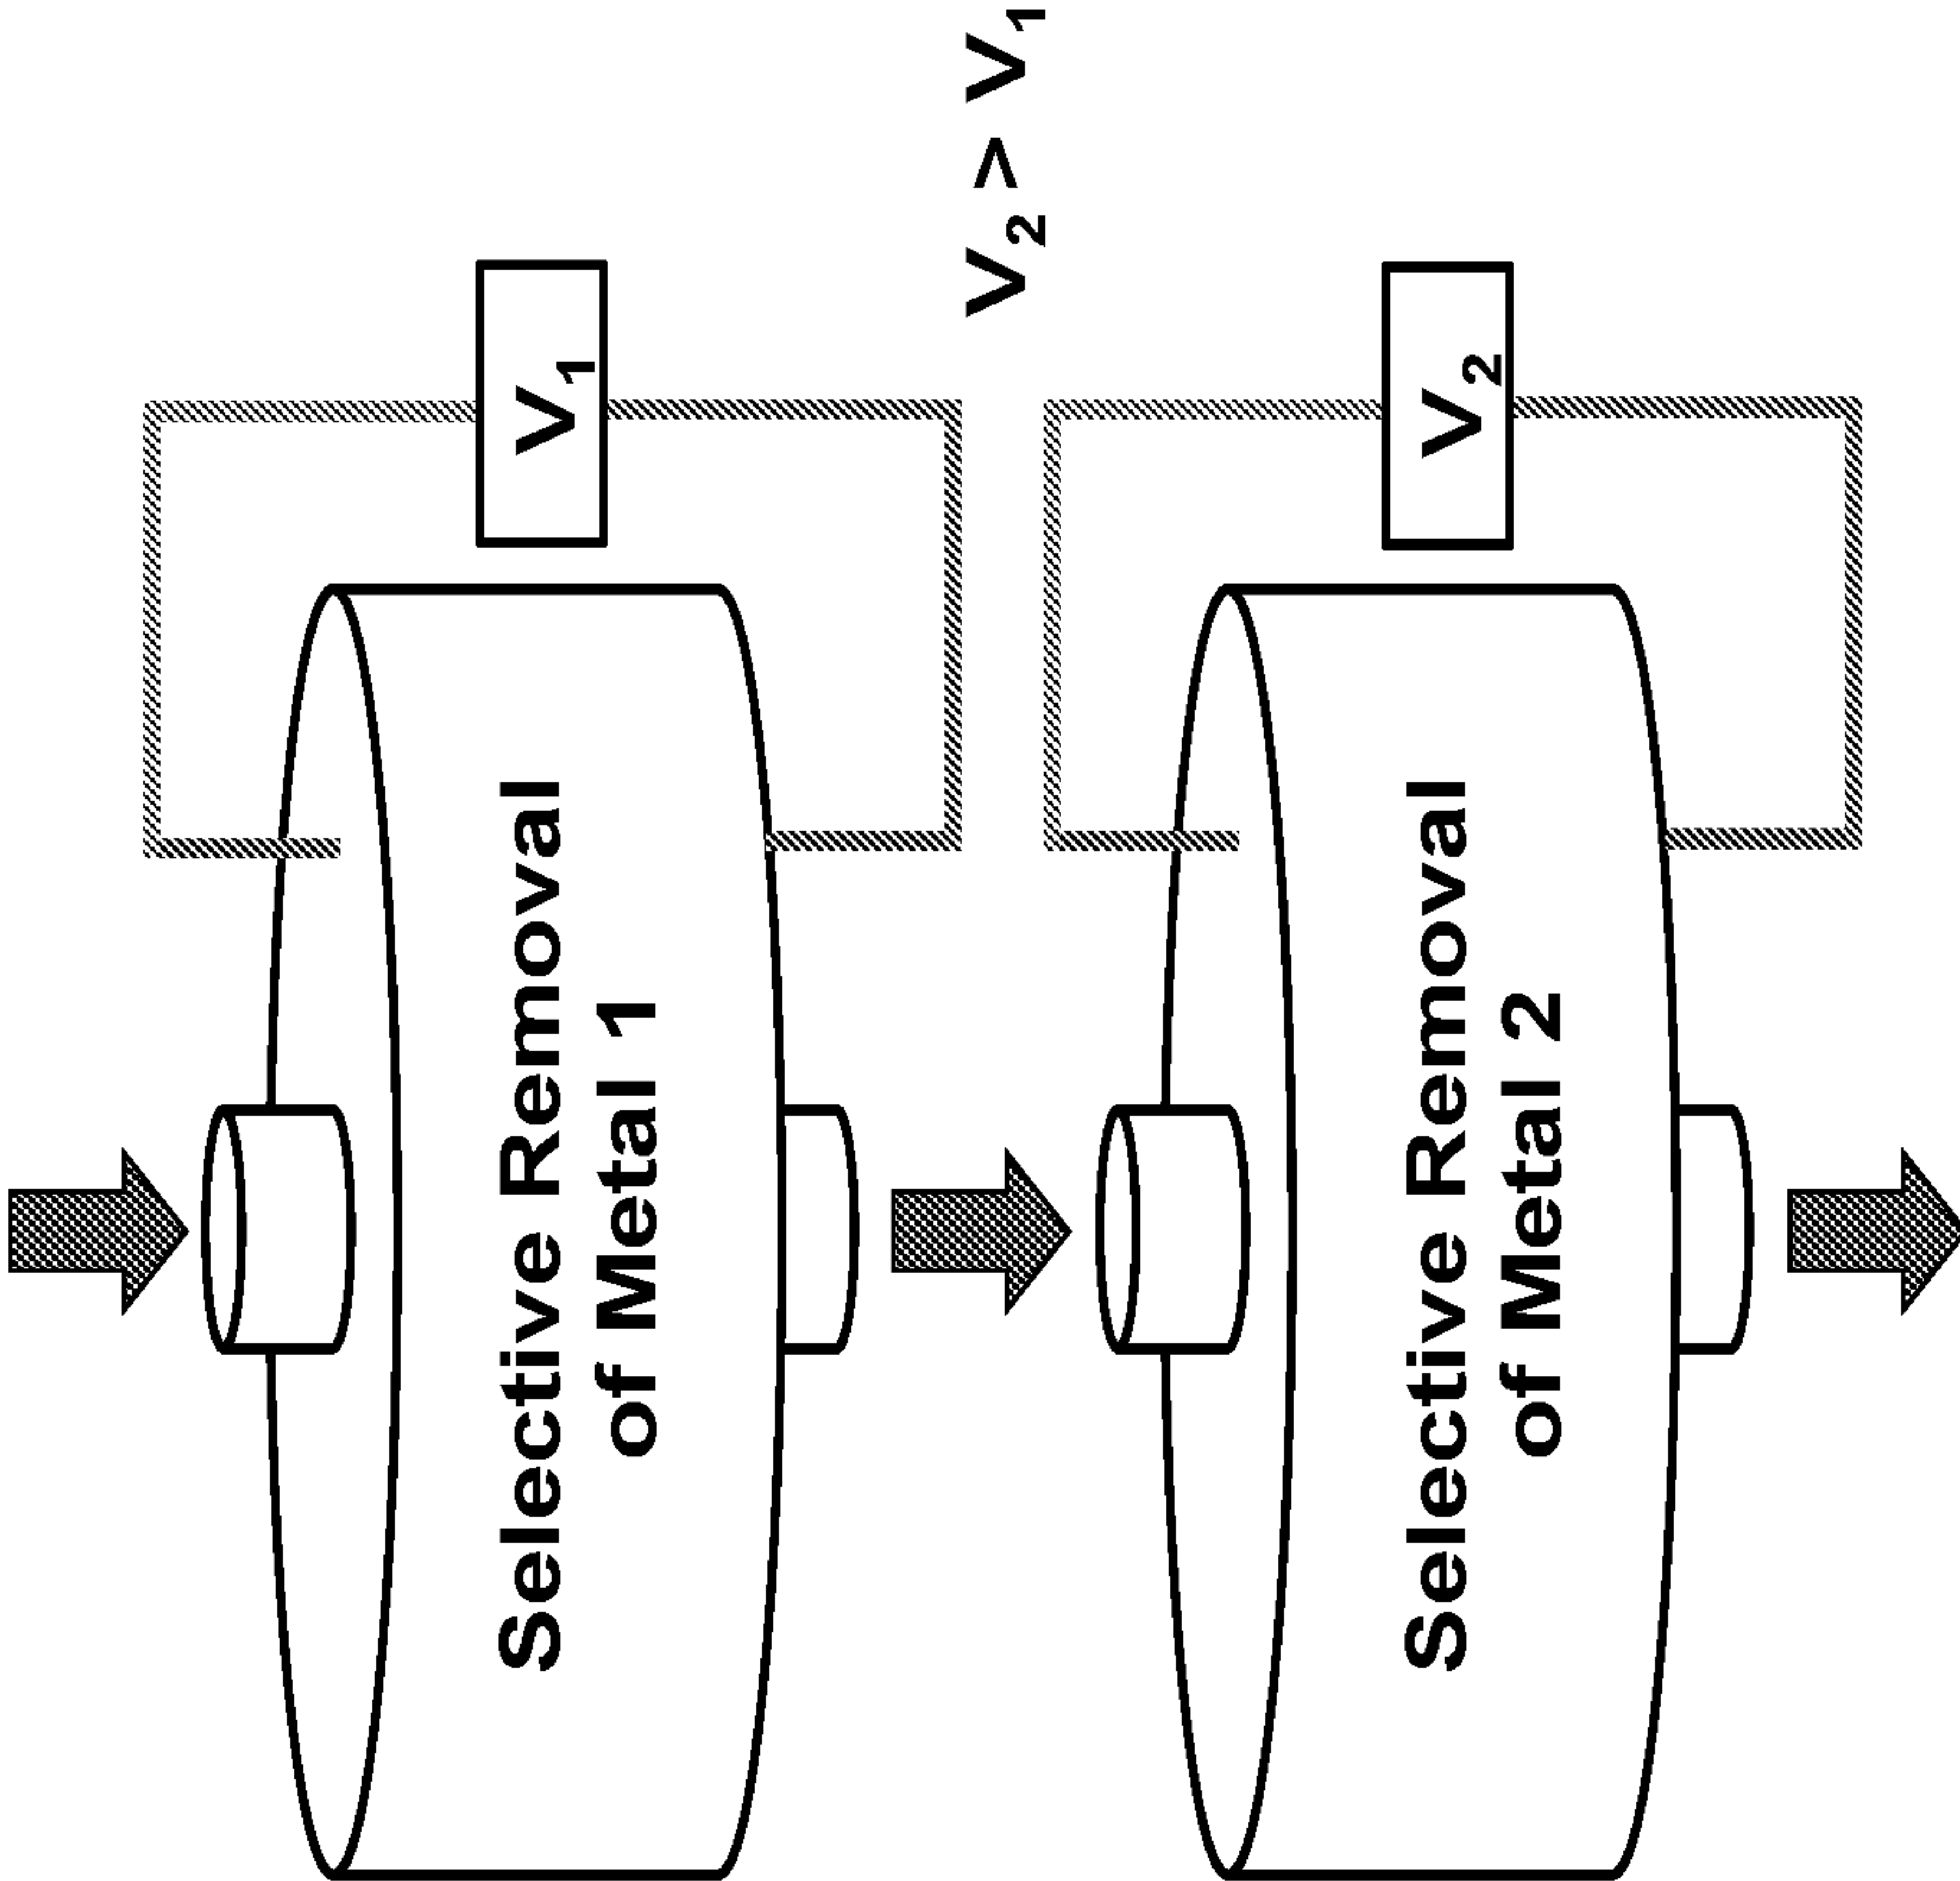 Selective Removal
of Metal 1
V1
V2 > V1
Selective Removal
of Metal 2
V2